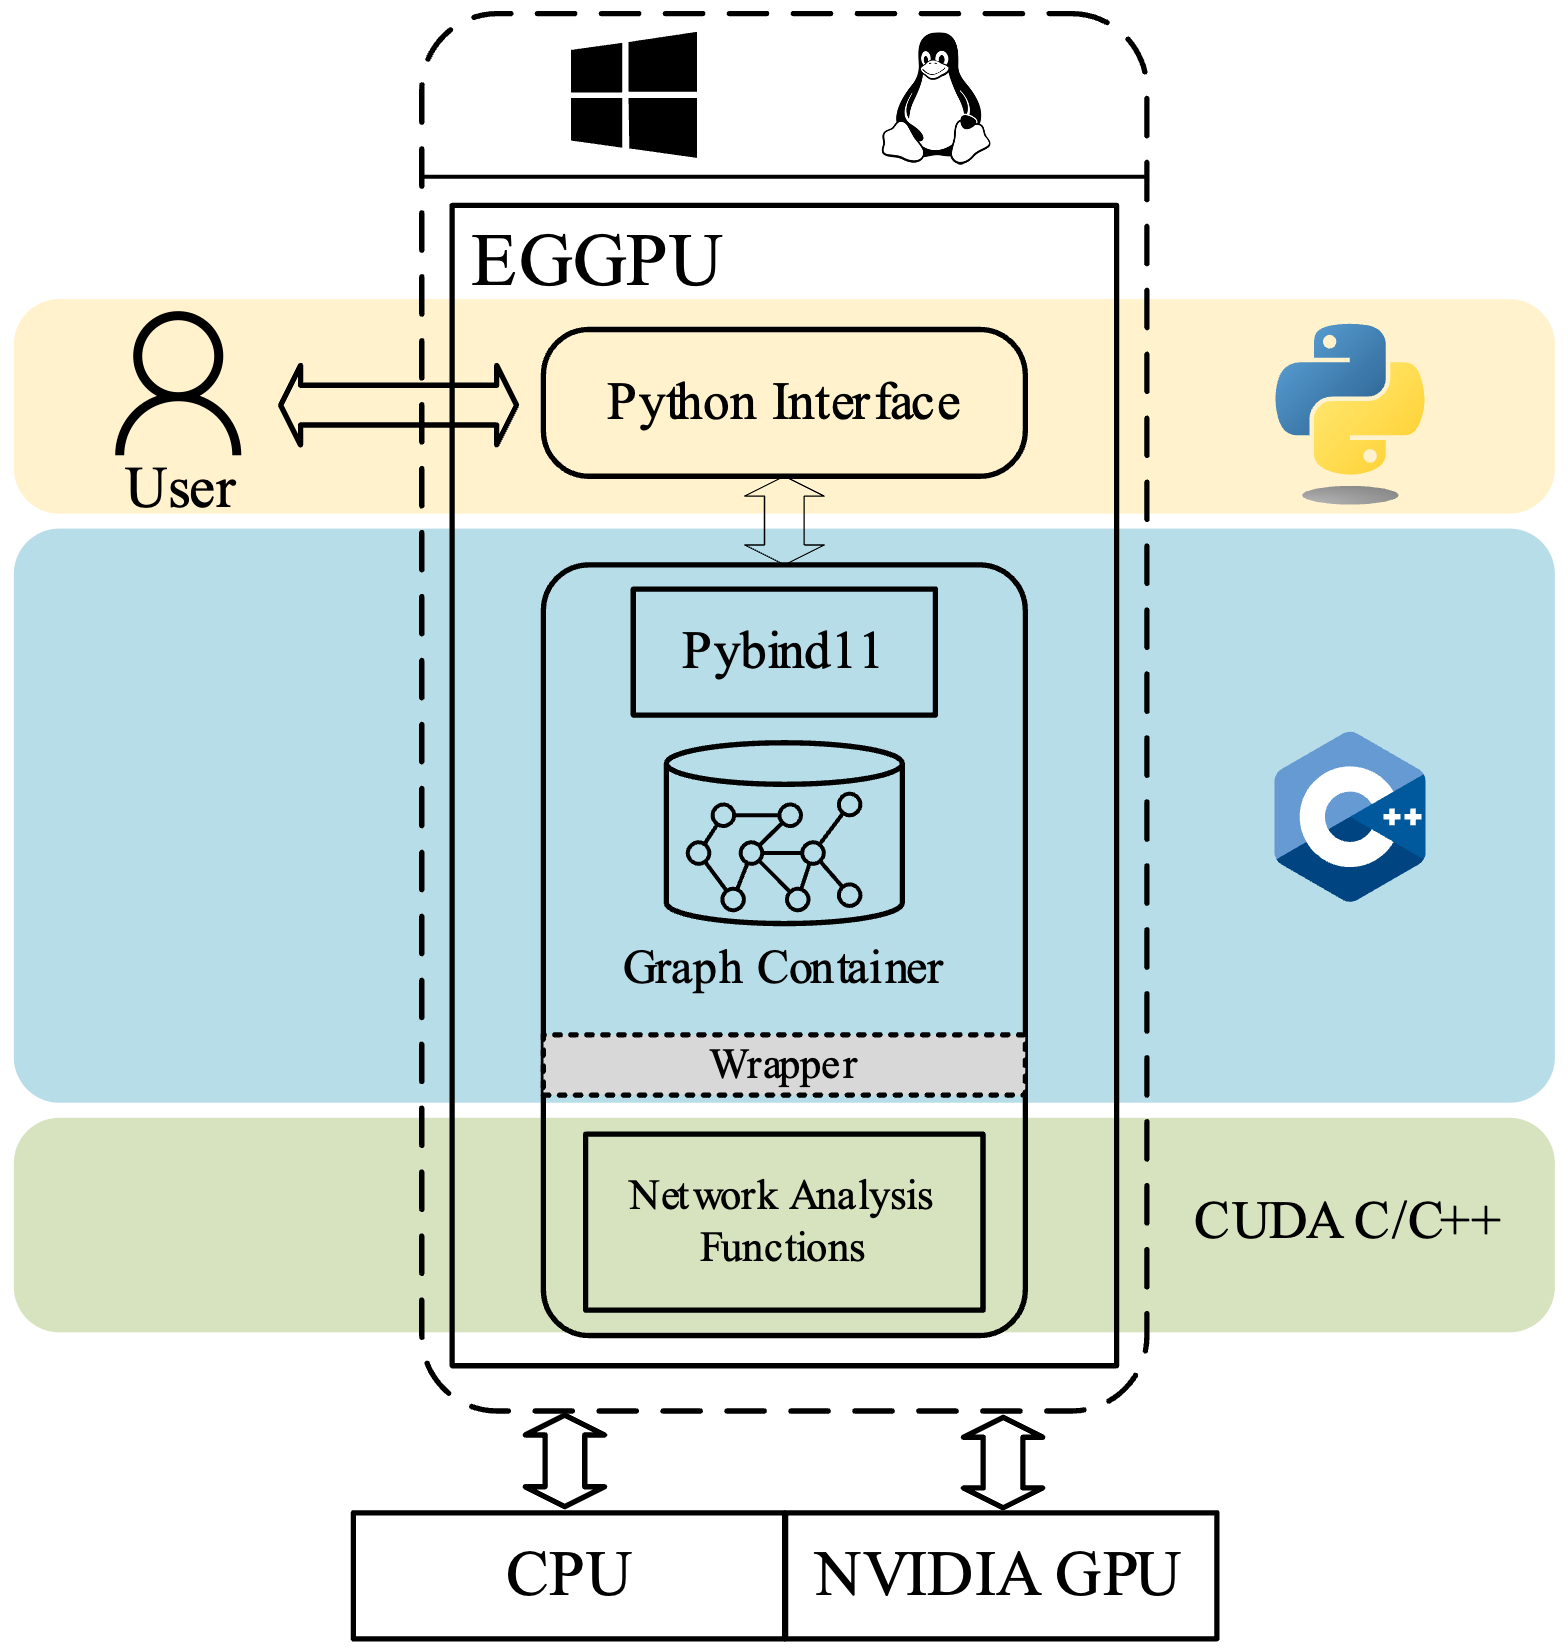 EGGPU
Python Interface
User
Pybind11
C++
Graph Container
Wrapper
Network Analysis
Functions
CUDA C/C++
CPU
NVIDIA GPU